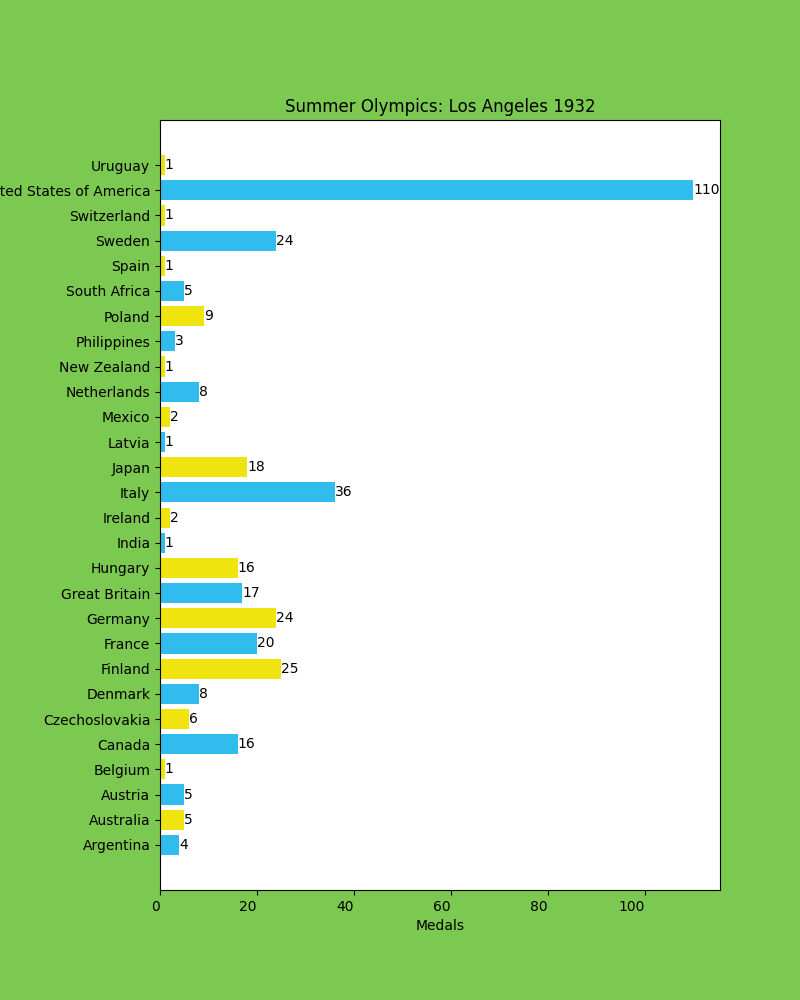 Summer Olympics: Los Angeles 1932
Uruguay 1
States of America 110
Switzerland 1
Sweden 24
Spain 1
South Africa 5
Poland 9
Philippines 3
New Zealand 1
Netherlands 8
Mexico 2
Latvia 1
Japan 18
Italy 36
Ireland 2
India 1
Hungary 16
Great Britain 17
Germany 24
France 20
Finland 25
Denmark 8
Czechoslovakia 6
Canada 16
Belgium 1
Austria 5
Australia 5
Argentina 4
0 20 40 60 80 100
Medals